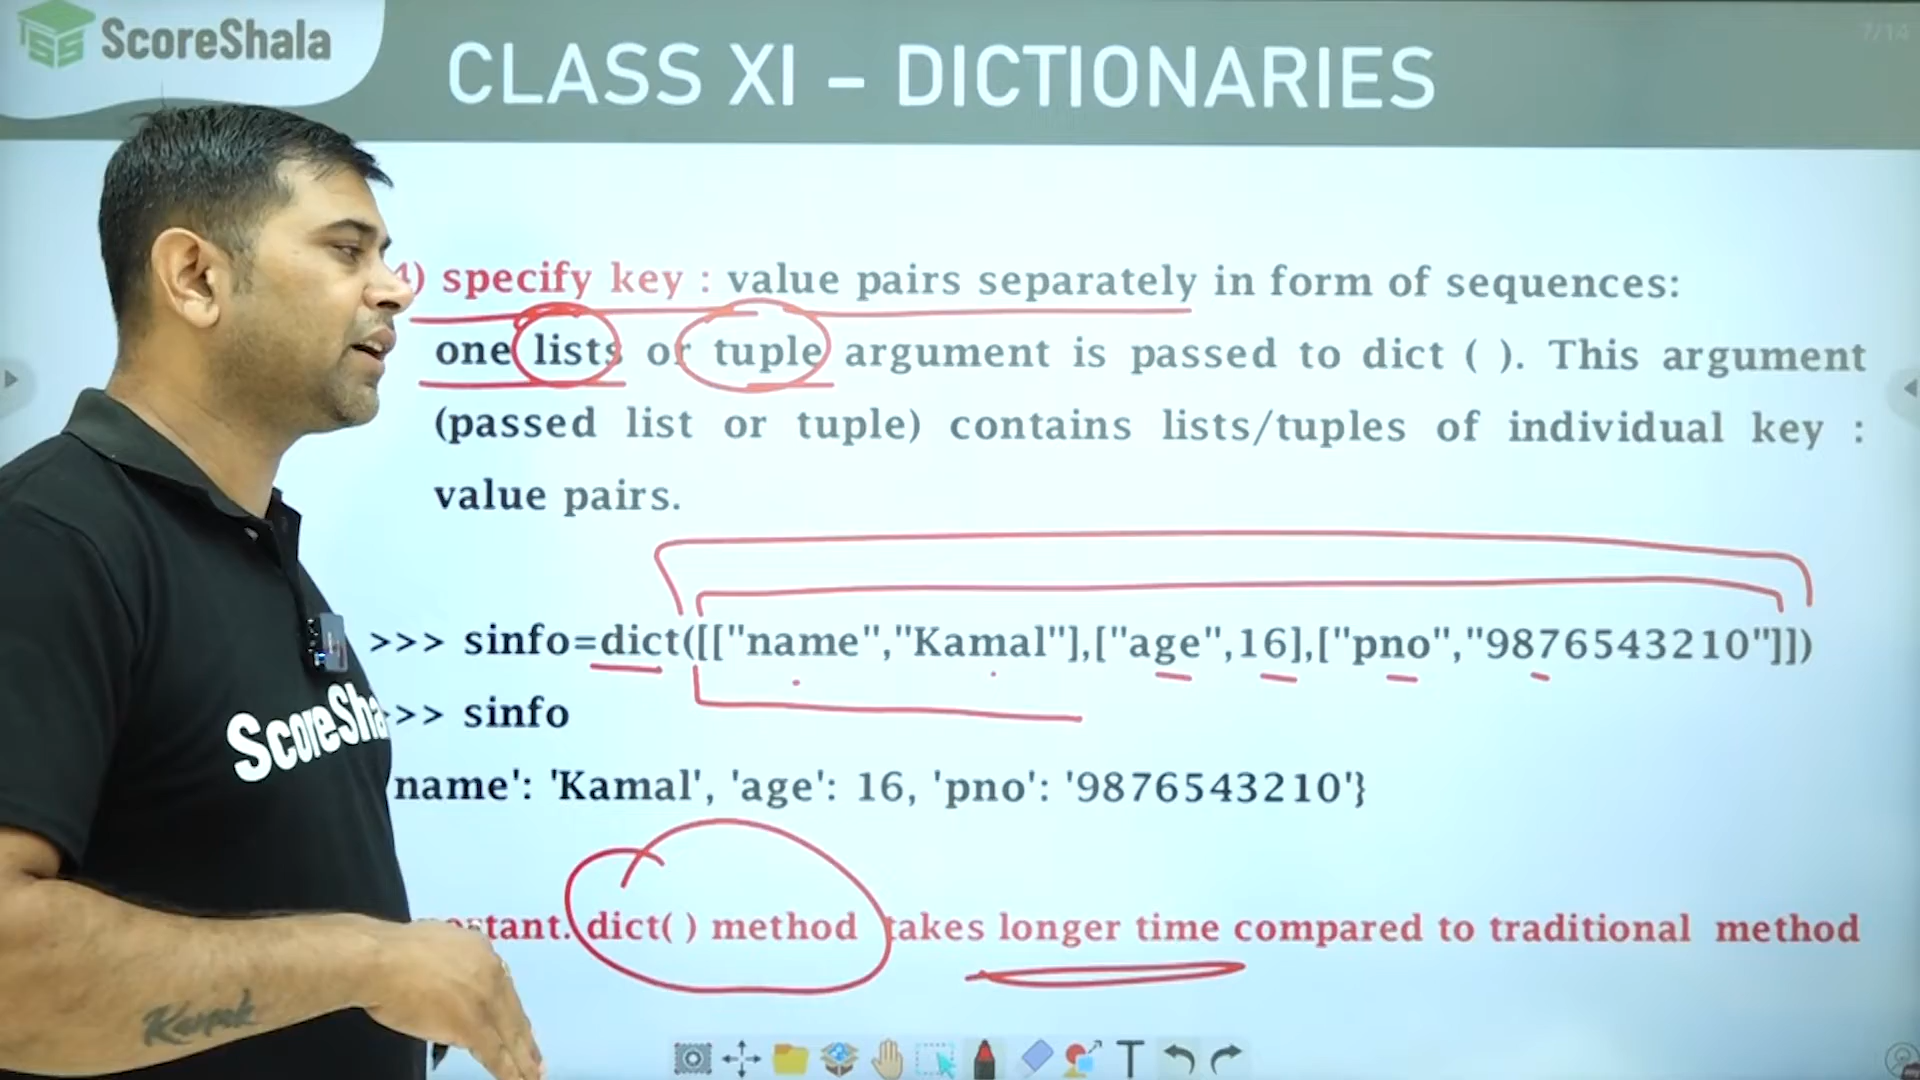 ScoreShala
7/14
CLASS XI – DICTIONARIES
4) specify key : value pairs separately in form of sequences:
one lists or tuple argument is passed to dict ( ). This argument
(passed list or tuple) contains lists/tuples of individual key :
value pairs.
>>> sinfo=dict([["name","Kamal"],["age",16],["pno","9876543210"]])
>>> sinfo
name': 'Kamal', 'age': 16, 'pno': '9876543210'}
dict( ) method takes longer time compared to traditional method
ScoreSha
T